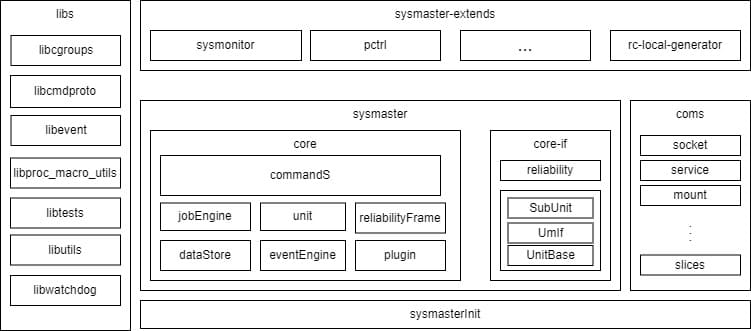 libs
libcgroups
libcmdproto
libevent
libproc_macro_utils
libtests
libutils
libwatchdog
sysmaster-extends
sysmonitor
pctrl
...
rc-local-generator
sysmaster
core
commandS
jobEngine
unit
reliabilityFrame
dataStore
eventEngine
plugin
core-if
reliability
SubUnit
UmIf
UnitBase
coms
socket
service
mount
...
slices
sysmasterInit